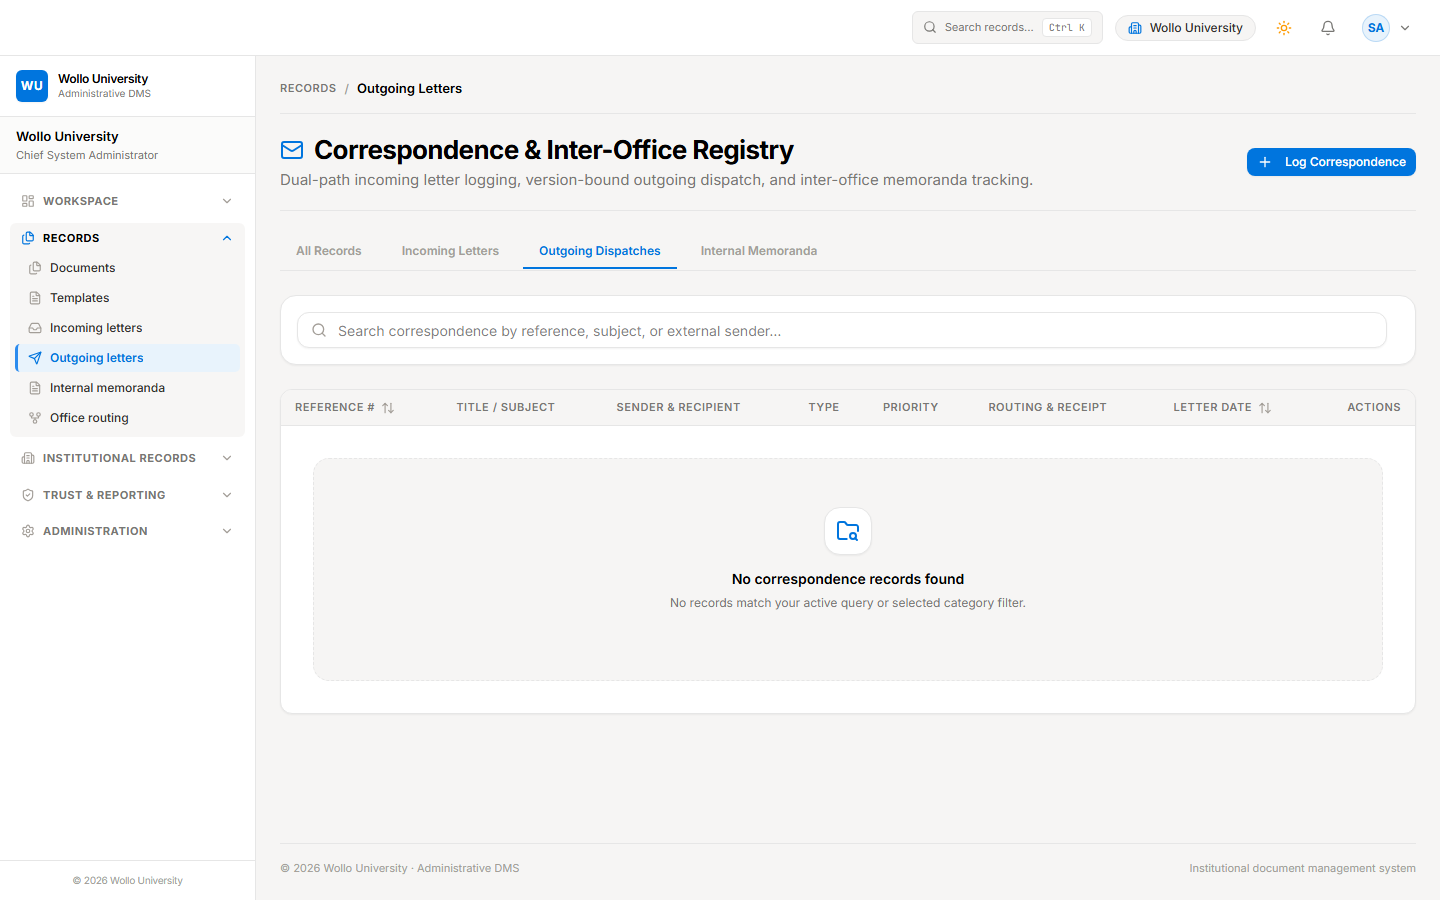 Search records...
Ctrl K
Wollo University
SA
WU
Wollo University
Administrative DMS
Wollo University
Chief System Administrator
WORKSPACE
RECORDS
Documents
Templates
Incoming letters
Outgoing letters
Internal memoranda
Office routing
INSTITUTIONAL RECORDS
TRUST & REPORTING
ADMINISTRATION
© 2026 Wollo University
RECORDS / Outgoing Letters
Correspondence & Inter-Office Registry
Dual-path incoming letter logging, version-bound outgoing dispatch, and inter-office memoranda tracking.
Log Correspondence
All Records Incoming Letters Outgoing Dispatches Internal Memoranda
Search correspondence by reference, subject, or external sender...
REFERENCE # TITLE / SUBJECT SENDER & RECIPIENT TYPE PRIORITY ROUTING & RECEIPT LETTER DATE ACTIONS
No correspondence records found
No records match your active query or selected category filter.
© 2026 Wollo University · Administrative DMS
Institutional document management system